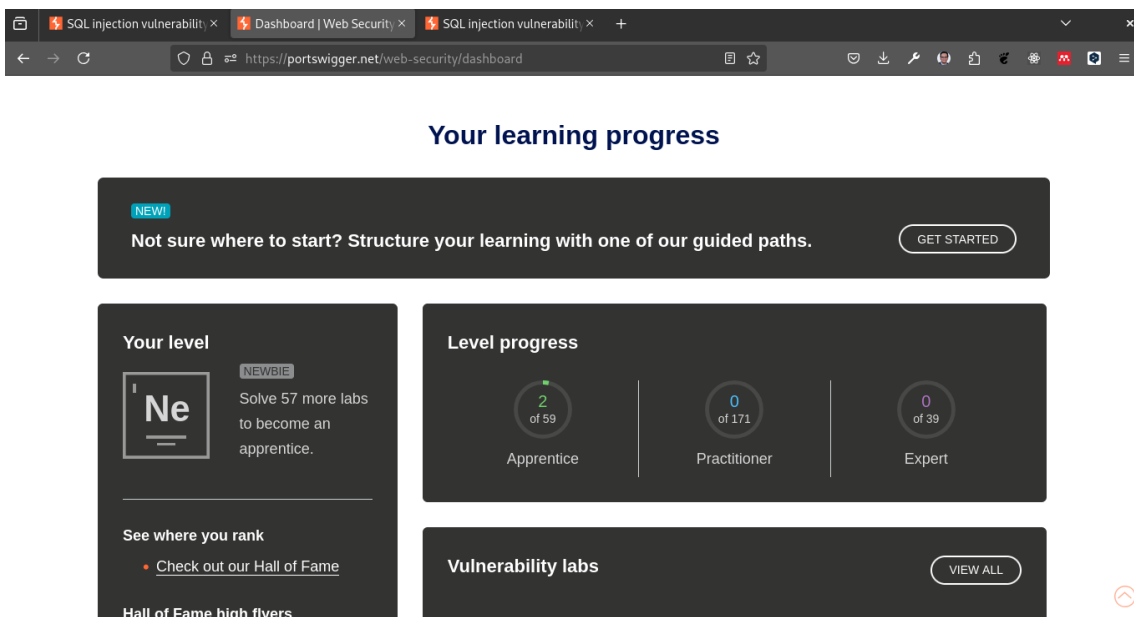 SQL injection vulnerability
Dashboard | Web Security
SQL injection vulnerability
https://portswigger.net/web-security/dashboard
Your learning progress
NEW!
Not sure where to start? Structure your learning with one of our guided paths.
GET STARTED
Your level
Ne
NEWBIE
Solve 57 more labs
to become an
apprentice.
See where you rank
Check out our Hall of Fame
Hall of Fame high flyers
Level progress
2
of 59
Apprentice
0
of 171
Practitioner
0
of 39
Expert
Vulnerability labs
VIEW ALL